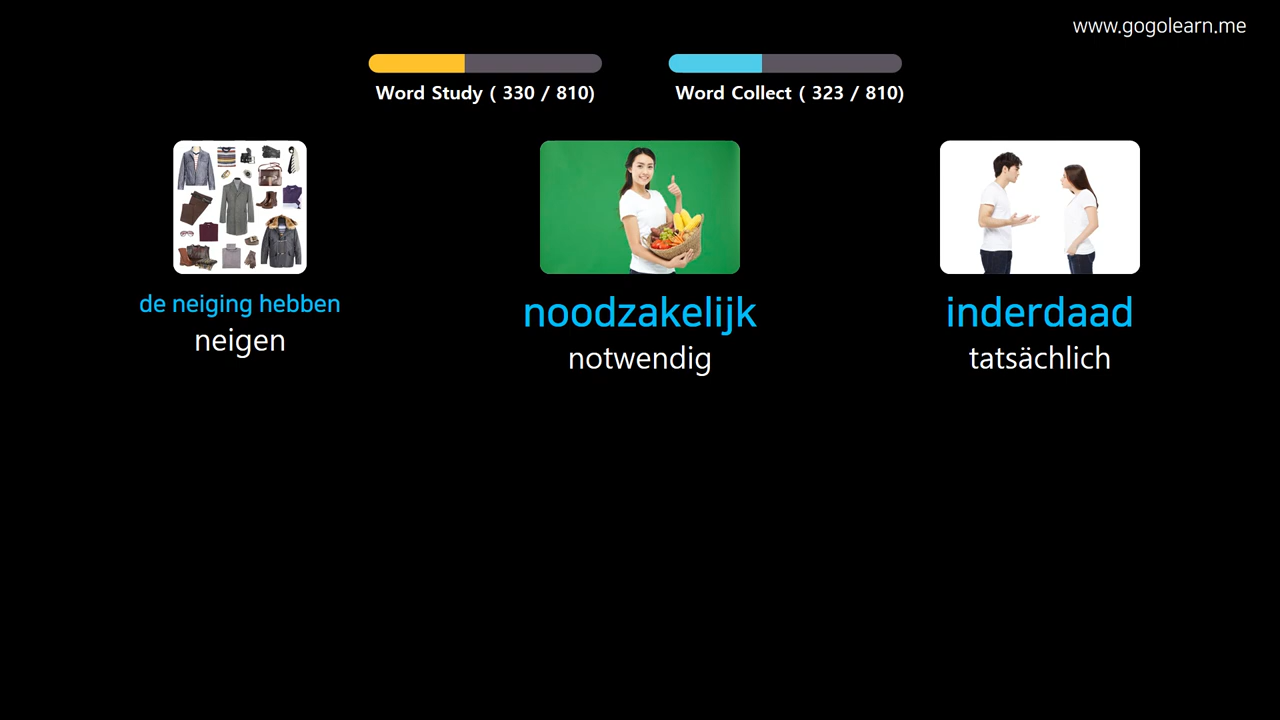 www.gogolearn.me
Word Study ( 330 / 810)
Word Collect ( 323 / 810)
de neiging hebben
neigen
noodzakelijk
notwendig
inderdaad
tatsächlich